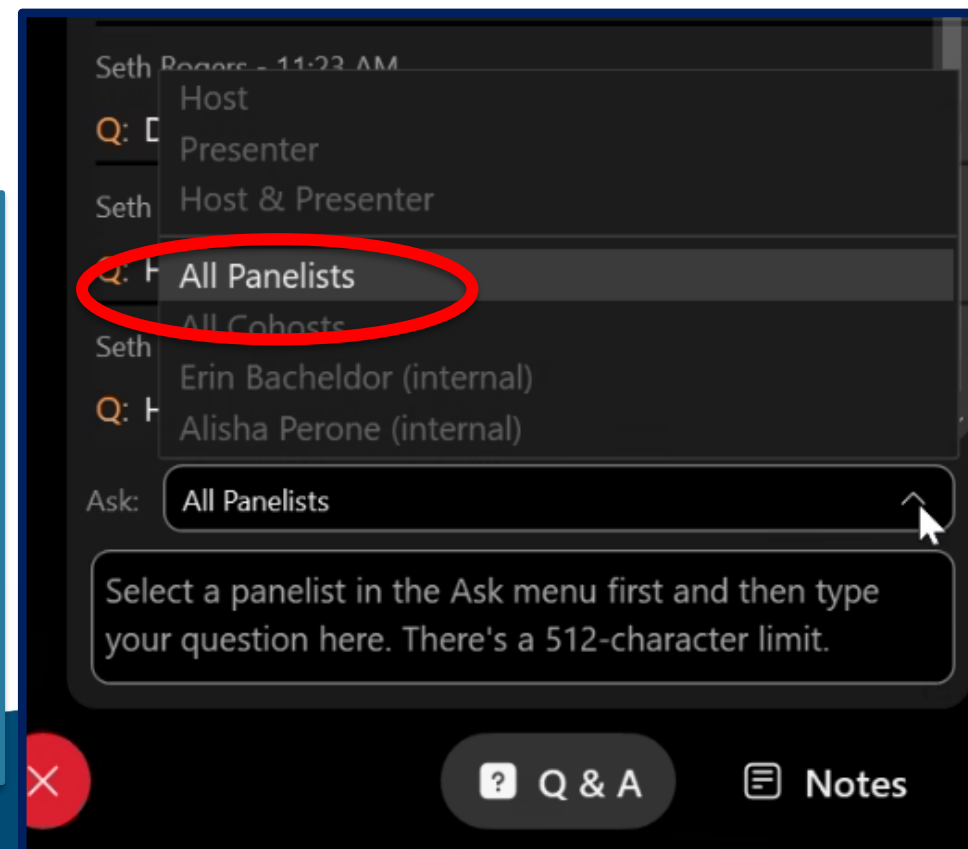 Seth Rogers - 11:23 AM
Host
Q: D
Presenter
Seth
Host & Presenter
Q: H
All Panelists
All Cohosts
Seth
Erin Bacheldor (internal)
Q: H
Alisha Perone (internal)
Ask: All Panelists
Select a panelist in the Ask menu first and then type
your question here. There's a 512-character limit.
? Q & A Notes